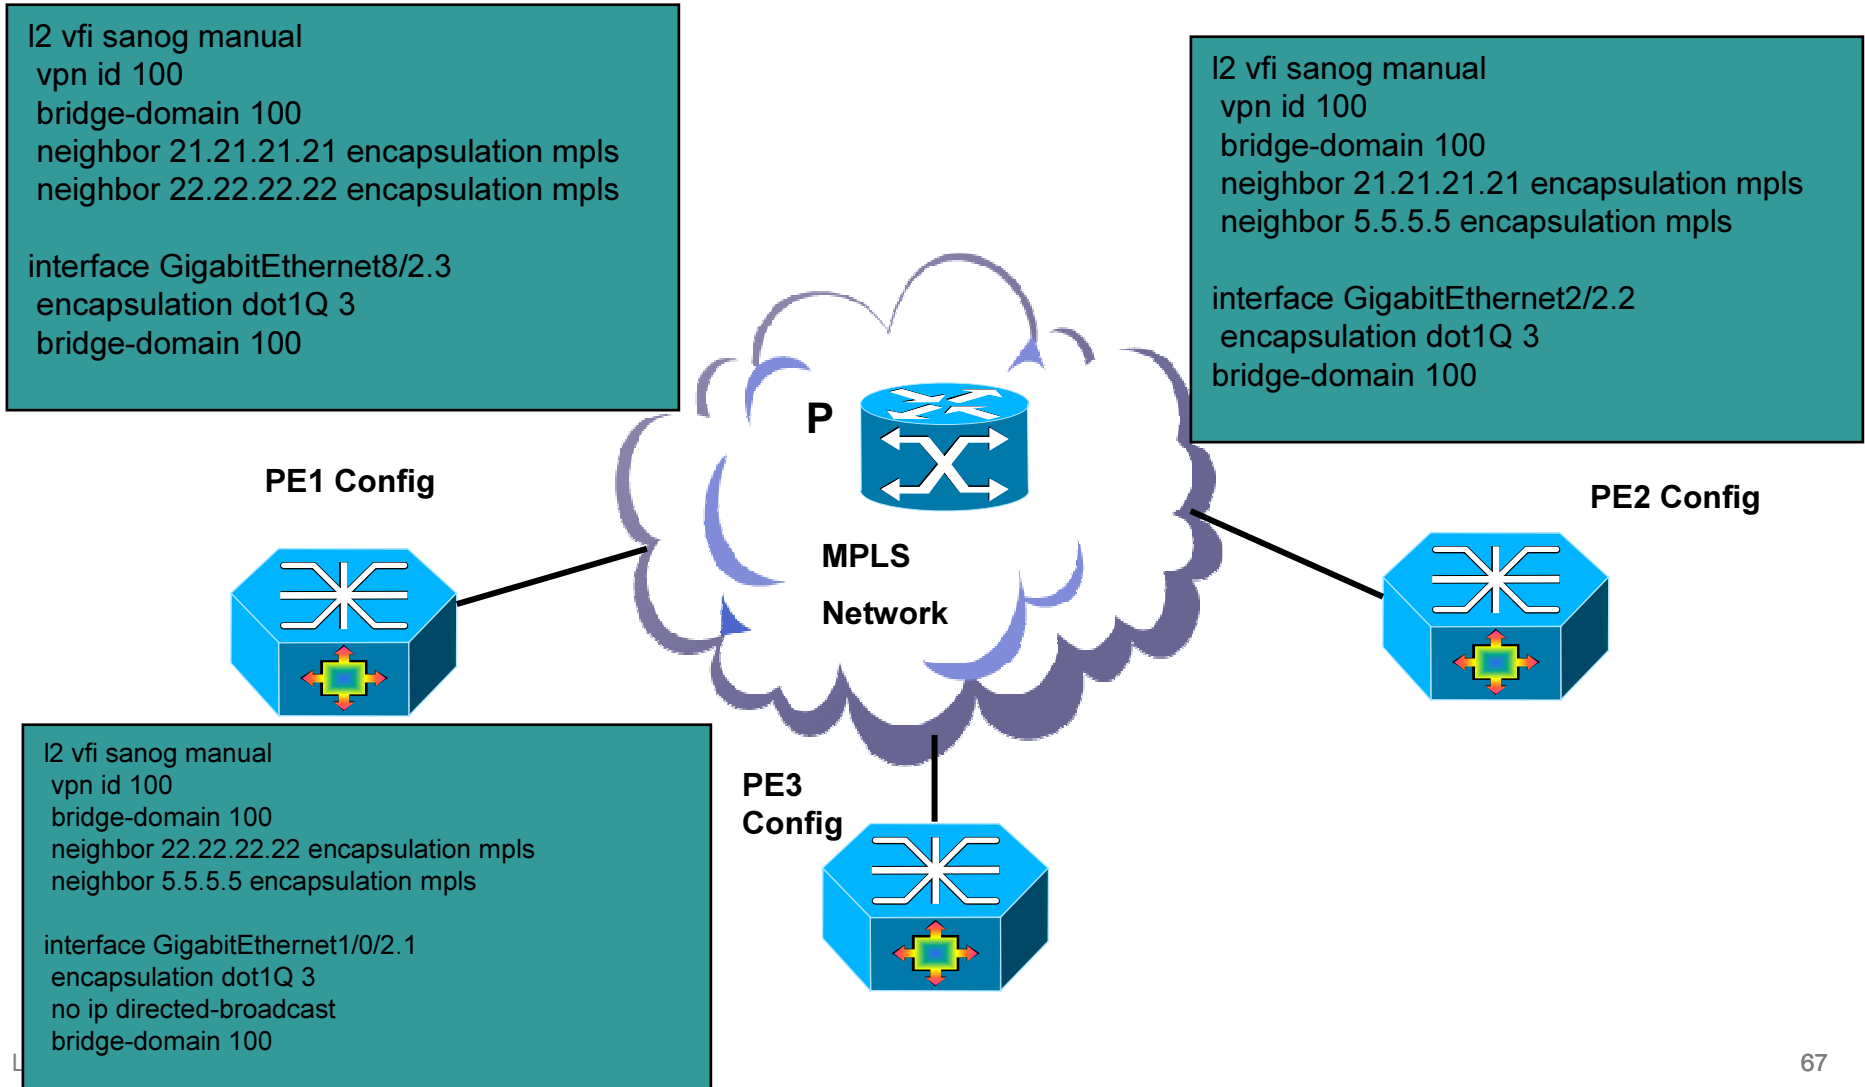 l2 vfi sanog manual
vpn id 100
bridge-domain 100
neighbor 21.21.21.21 encapsulation mpls
neighbor 22.22.22.22 encapsulation mpls
interface GigabitEthernet8/2.3
encapsulation dot1Q 3
bridge-domain 100
l2 vfi sanog manual
vpn id 100
bridge-domain 100
neighbor 21.21.21.21 encapsulation mpls
neighbor 5.5.5.5 encapsulation mpls
interface GigabitEthernet2/2.2
encapsulation dot1Q 3
bridge-domain 100
P
PE1 Config
PE2 Config
MPLS
Network
l2 vfi sanog manual
vpn id 100
bridge-domain 100
neighbor 22.22.22.22 encapsulation mpls
neighbor 5.5.5.5 encapsulation mpls
interface GigabitEthernet1/0/2.1
encapsulation dot1Q 3
no ip directed-broadcast
bridge-domain 100
PE3
Config
67